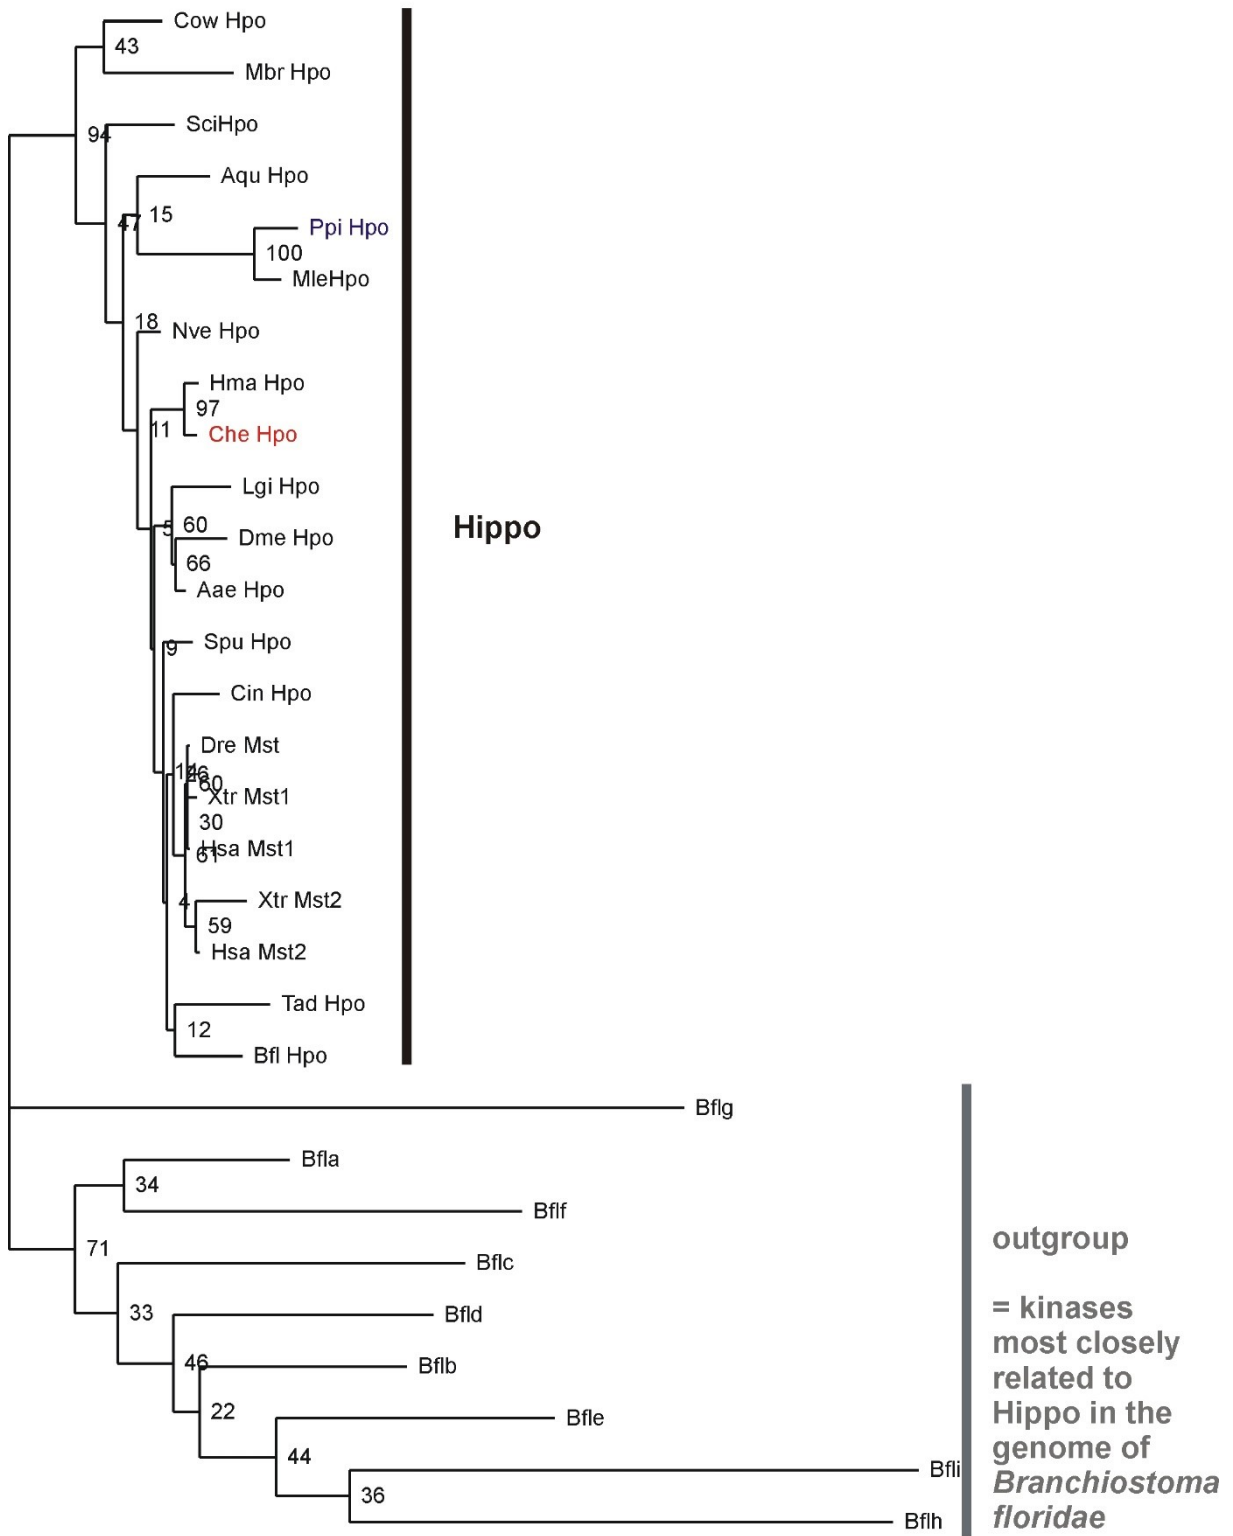 Cow Hpo
43
Mbr Hpo
SciHpo
94
Aqu Hpo
15
47
Ppi Hpo
100
MleHpo
18
Nve Hpo
Hma Hpo
97
Che Hpo
11
Lgi Hpo
60
5
Hippo
Dme Hpo
66
Aae Hpo
Spu Hpo
9
Cin Hpo
Dre Mst
60
Xtr Mst1
30
Hsa Mst1
61
Xtr Mst2
4
59
Hsa Mst2
Tad Hpo
12
Bfl Hpo
Bflg
Bfla
34
Bflf
71
Bflc
33
Bfld
46
Bflb
22
Bfle
44
Bfli
36
Bflh
outgroup
= kinases
most closely
related to
Hippo in the
genome of
Branchiostoma
floridae